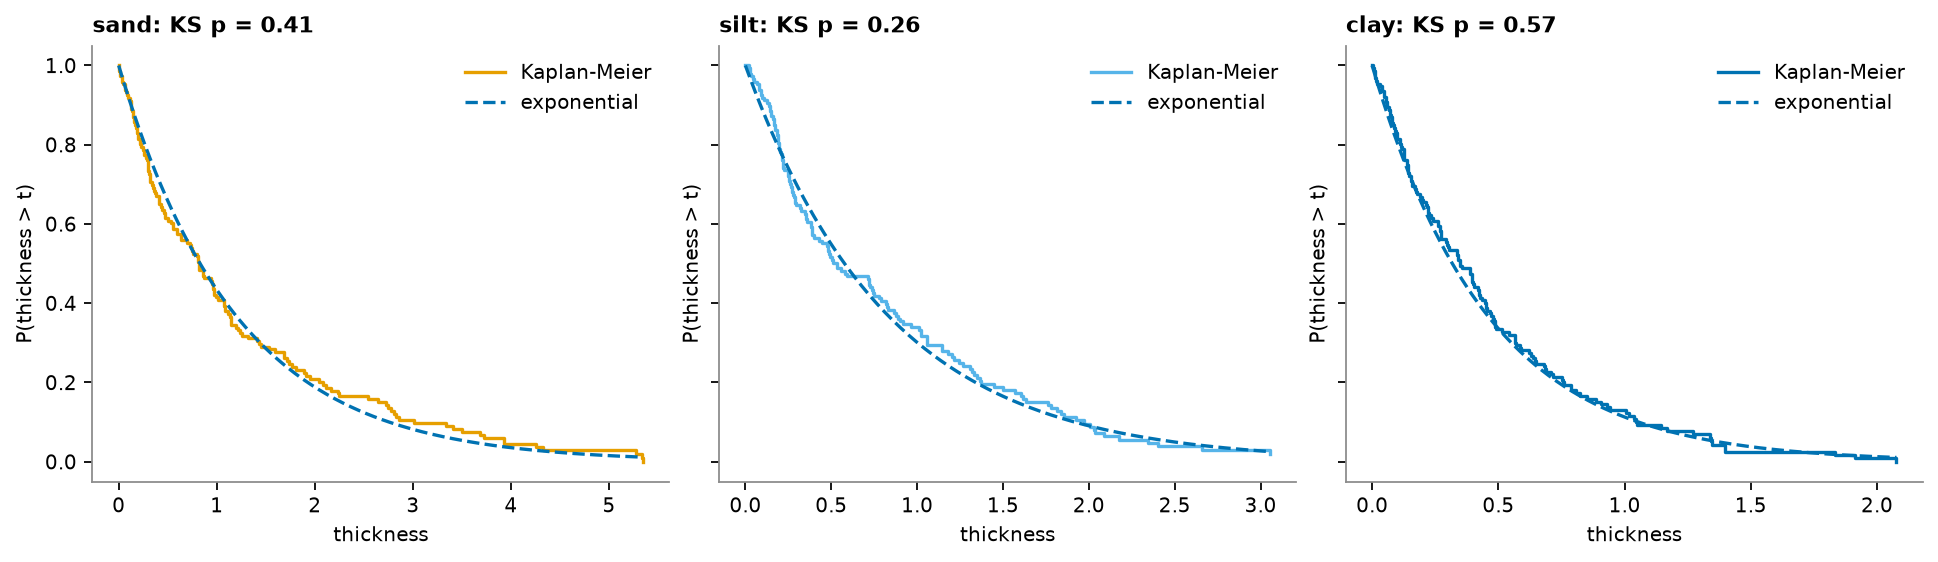 sand: KS p = 0.41
Kaplan-Meier
exponential
P(thickness > t)
1.0
0.8
0.6
0.4
0.2
0.0
0
1
2
3
4
5
thickness
silt: KS p = 0.26
Kaplan-Meier
exponential
P(thickness > t)
0.0
0.5
1.0
1.5
2.0
2.5
3.0
thickness
clay: KS p = 0.57
Kaplan-Meier
exponential
P(thickness > t)
0.0
0.5
1.0
1.5
2.0
thickness